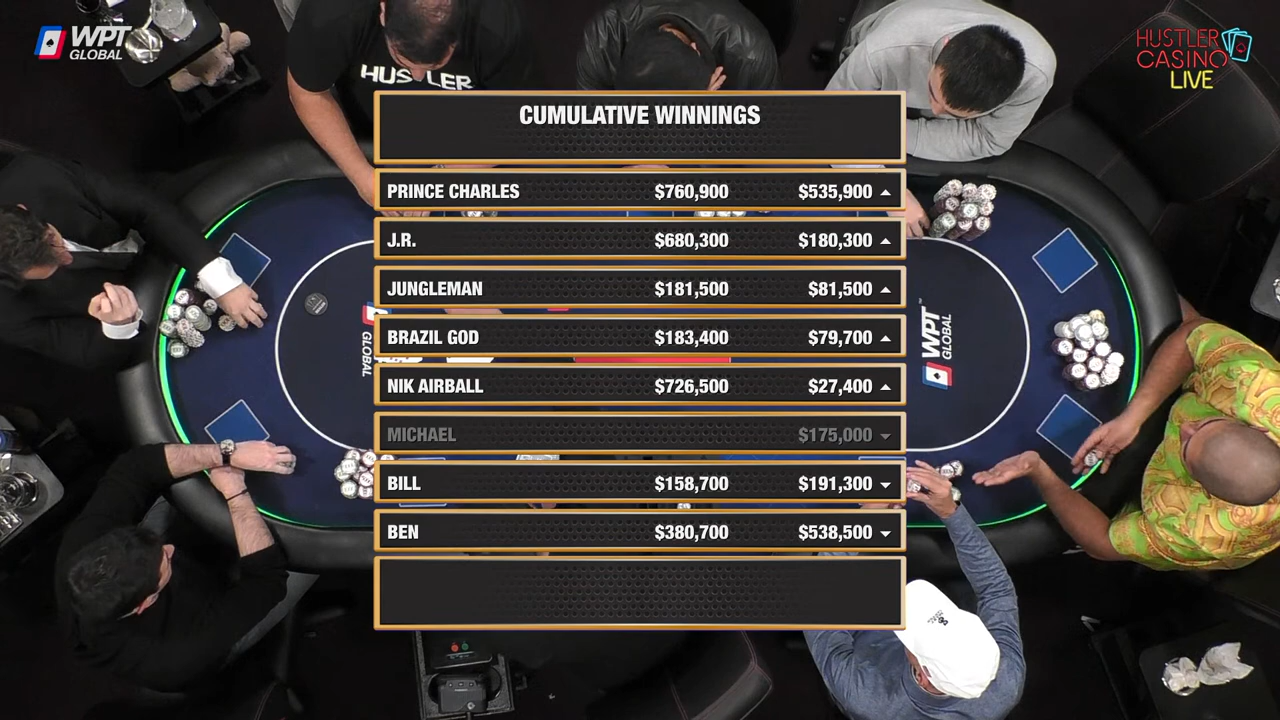 WPT
GLOBAL
HUSTLER
CASINO
LIVE
HUSTLER
CUMULATIVE WINNINGS
PRINCE CHARLES $760,900 $535,900
J.R. $680,300 $180,300
JUNGLEMAN $181,500 $81,500
BRAZIL GOD $183,400 $79,700
NIK AIRBALL $726,500 $27,400
MICHAEL $175,000
BILL $158,700 $191,300
BEN $380,700 $538,500
GLOBAL
WPT
GLOBAL